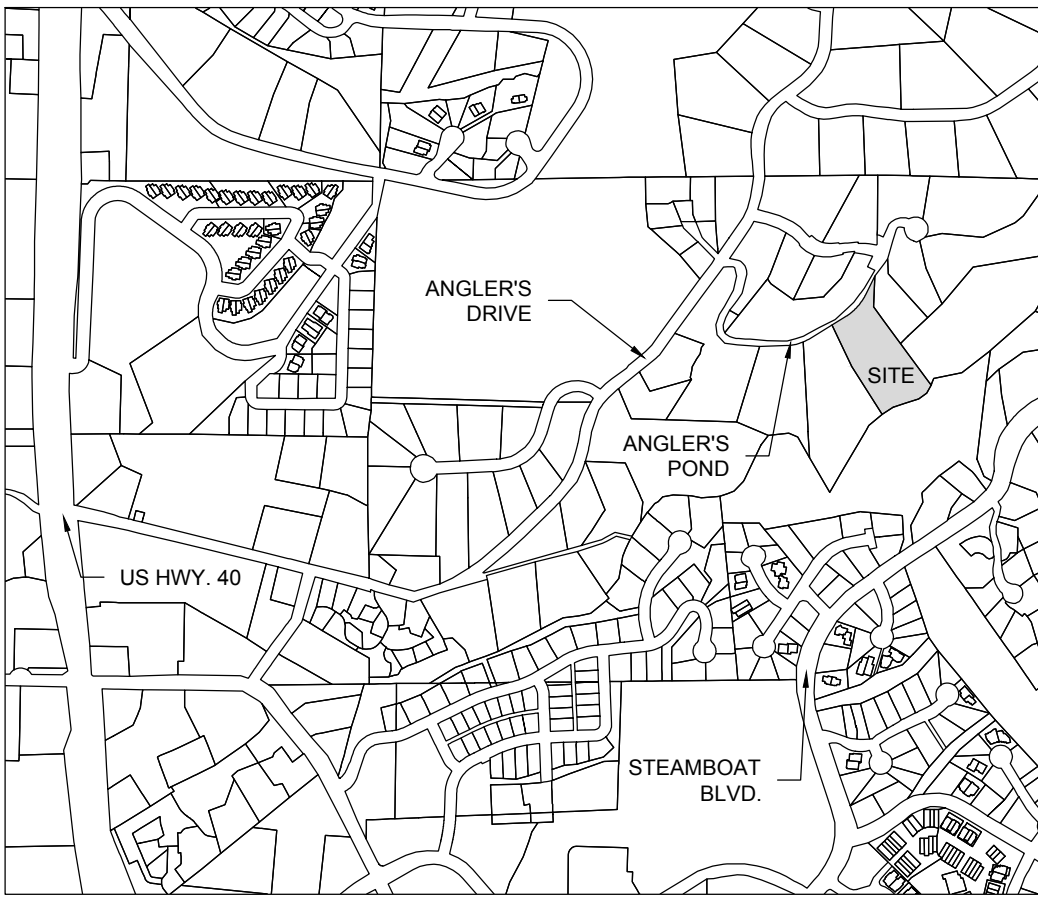 ANGLER'S
DRIVE
SITE
ANGLER'S
POND
US HWY. 40
STEAMBOAT
BLVD.